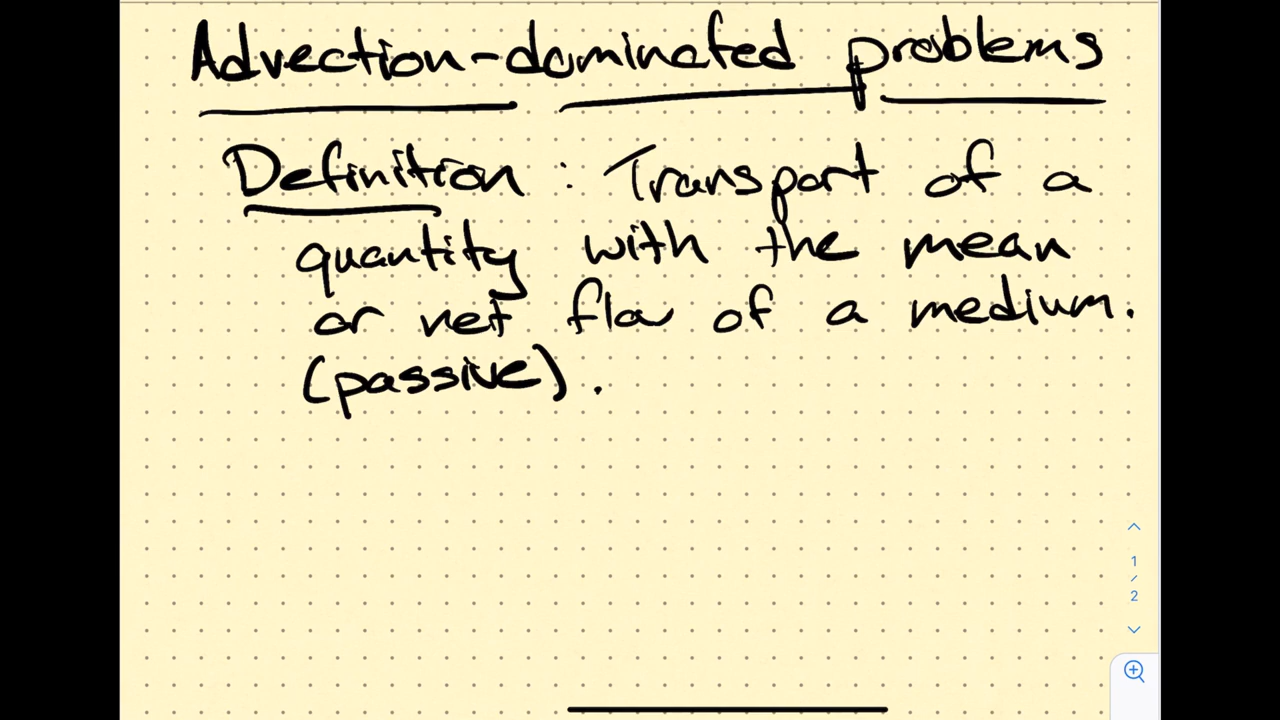 Advection-dominated problems
Definition : Transport of a
quantity with the mean
or net flow of a medium.
(passive).
1
/
2